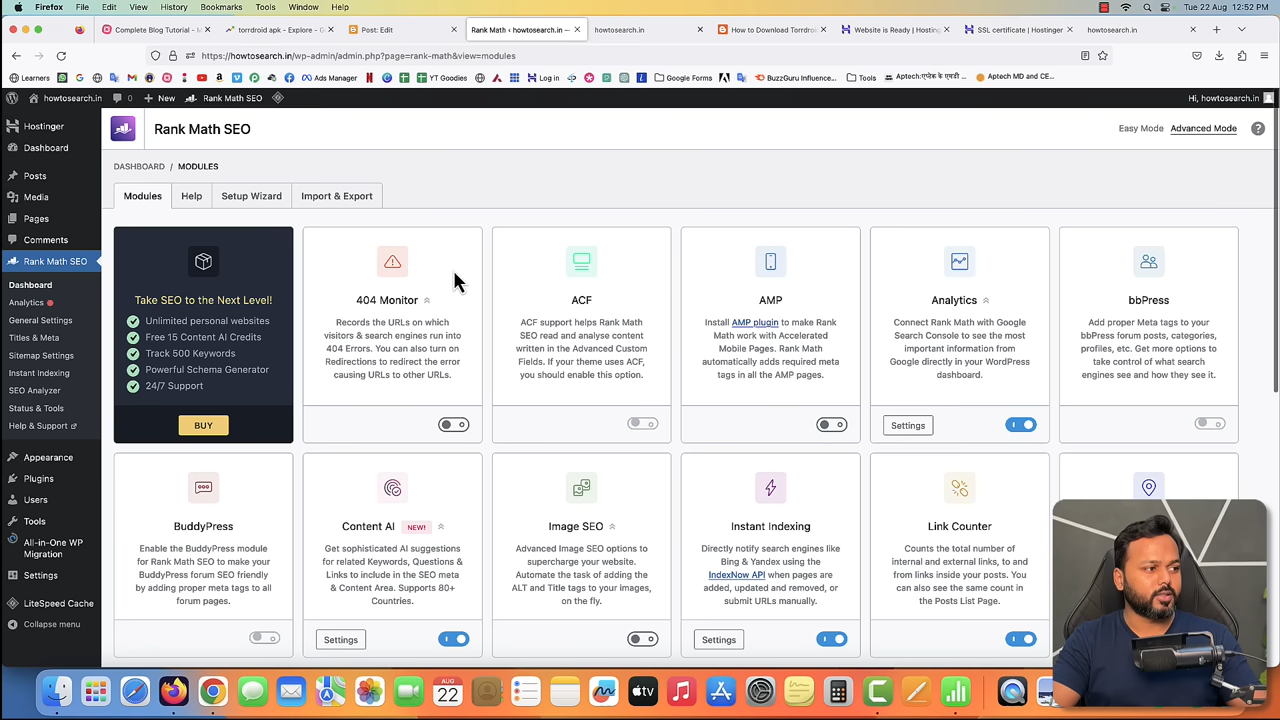 Firefox File Edit View History Bookmarks Tools Window Help Tue 22 Aug 12:52 PM
Complete Blog Tutorial - M torrdroid apk - Explore - G Post: Edit Rank Math ‹ howtosearch.in — howtosearch.in How to Download Torrdroid Website is Ready | Hosting SSL certificate | Hostinger howtosearch.in
https://howtosearch.in/wp-admin/admin.php?page=rank-math&view=modules
Learners Ads Manager YT Goodies Log in Google Forms BuzzGuru Influence... Tools Aptech MD and CE...
howtosearch.in 0 New Rank Math SEO Hi, howtosearch.in
Hostinger
Dashboard
Posts
Media
Pages
Comments
Rank Math SEO
Dashboard
Analytics
General Settings
Titles & Meta
Sitemap Settings
Instant Indexing
SEO Analyzer
Status & Tools
Help & Support
Appearance
Plugins
Users
Tools
All-in-One WP
Migration
Settings
LiteSpeed Cache
Collapse menu
Rank Math SEO
Easy Mode Advanced Mode ?
DASHBOARD / MODULES
Modules Help Setup Wizard Import & Export
Take SEO to the Next Level!
Unlimited personal websites
Free 15 Content AI Credits
Track 500 Keywords
Powerful Schema Generator
24/7 Support
BUY
404 Monitor
Records the URLs on which
visitors & search engines run into
404 Errors. You can also turn on
Redirections to redirect the error
causing URLs to other URLs.
ACF
ACF support helps Rank Math
SEO read and analyse content
written in the Advanced Custom
Fields. If your theme uses ACF,
you should enable this option.
AMP
Install AMP plugin to make Rank
Math work with Accelerated
Mobile Pages. Rank Math
automatically adds required meta
tags in all the AMP pages.
Analytics
Connect Rank Math with Google
Search Console to see the most
important information from
Google directly in your WordPress
dashboard.
Settings
bbPress
Add proper Meta tags to your
bbPress forum posts, categories,
profiles, etc. Get more options to
take control of what search
engines see and how they see it.
BuddyPress
Enable the BuddyPress module
for Rank Math SEO to make your
BuddyPress forum SEO friendly
by adding proper meta tags to all
forum pages.
Content AI NEW!
Get sophisticated AI suggestions
for related Keywords, Questions &
Links to include in the SEO meta
& Content Area. Supports 80+
Countries.
Settings
Image SEO
Advanced Image SEO options to
supercharge your website.
Automate the task of adding the
ALT and Title tags to your images,
on the fly.
Instant Indexing
Directly notify search engines like
Bing & Yandex using the
IndexNow API when pages are
added, updated and removed, or
submit URLs manually.
Settings
Link Counter
Counts the total number of
internal and external links, to and
from links inside your posts. You
can also see the same count in
the Posts List Page.
AUG
22
tv